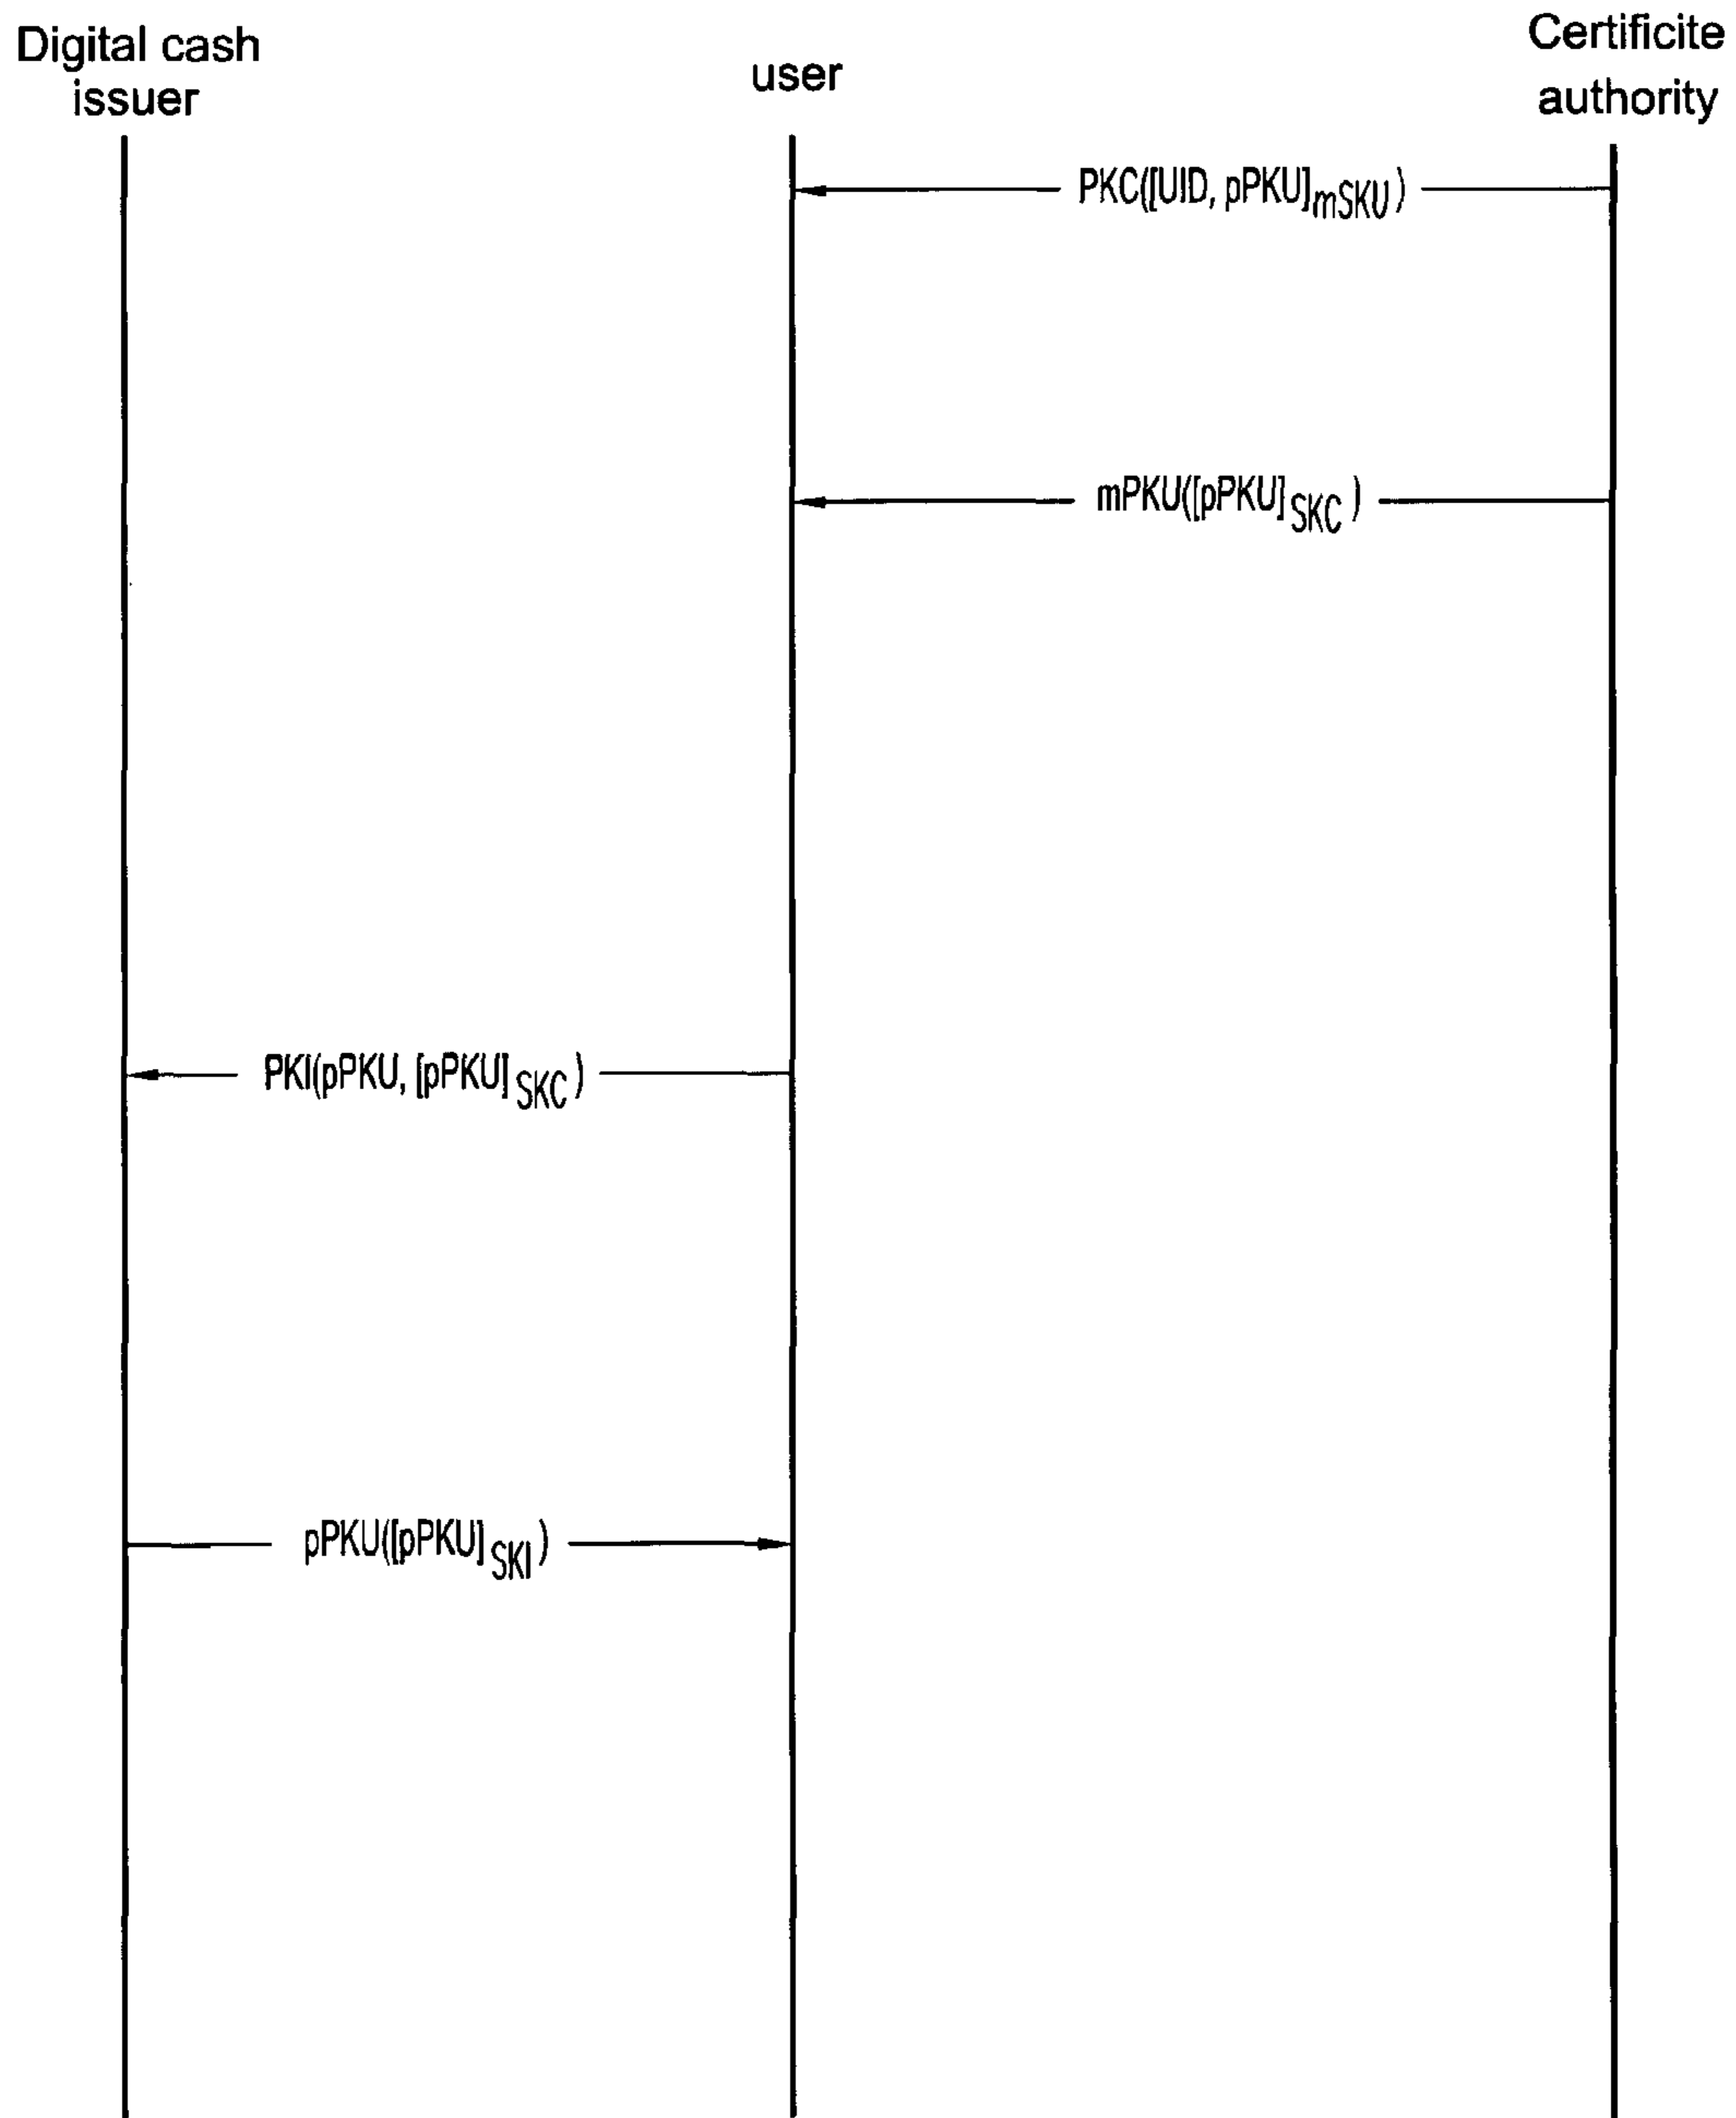 Digital cash
issuer
user
Certificite
authority
PKC([UID, pPKU]mSKU)
mPKU([pPKU]SKC)
PKI(pPKU, [pPKU]SKC)
pPKU([pPKU]SKI)